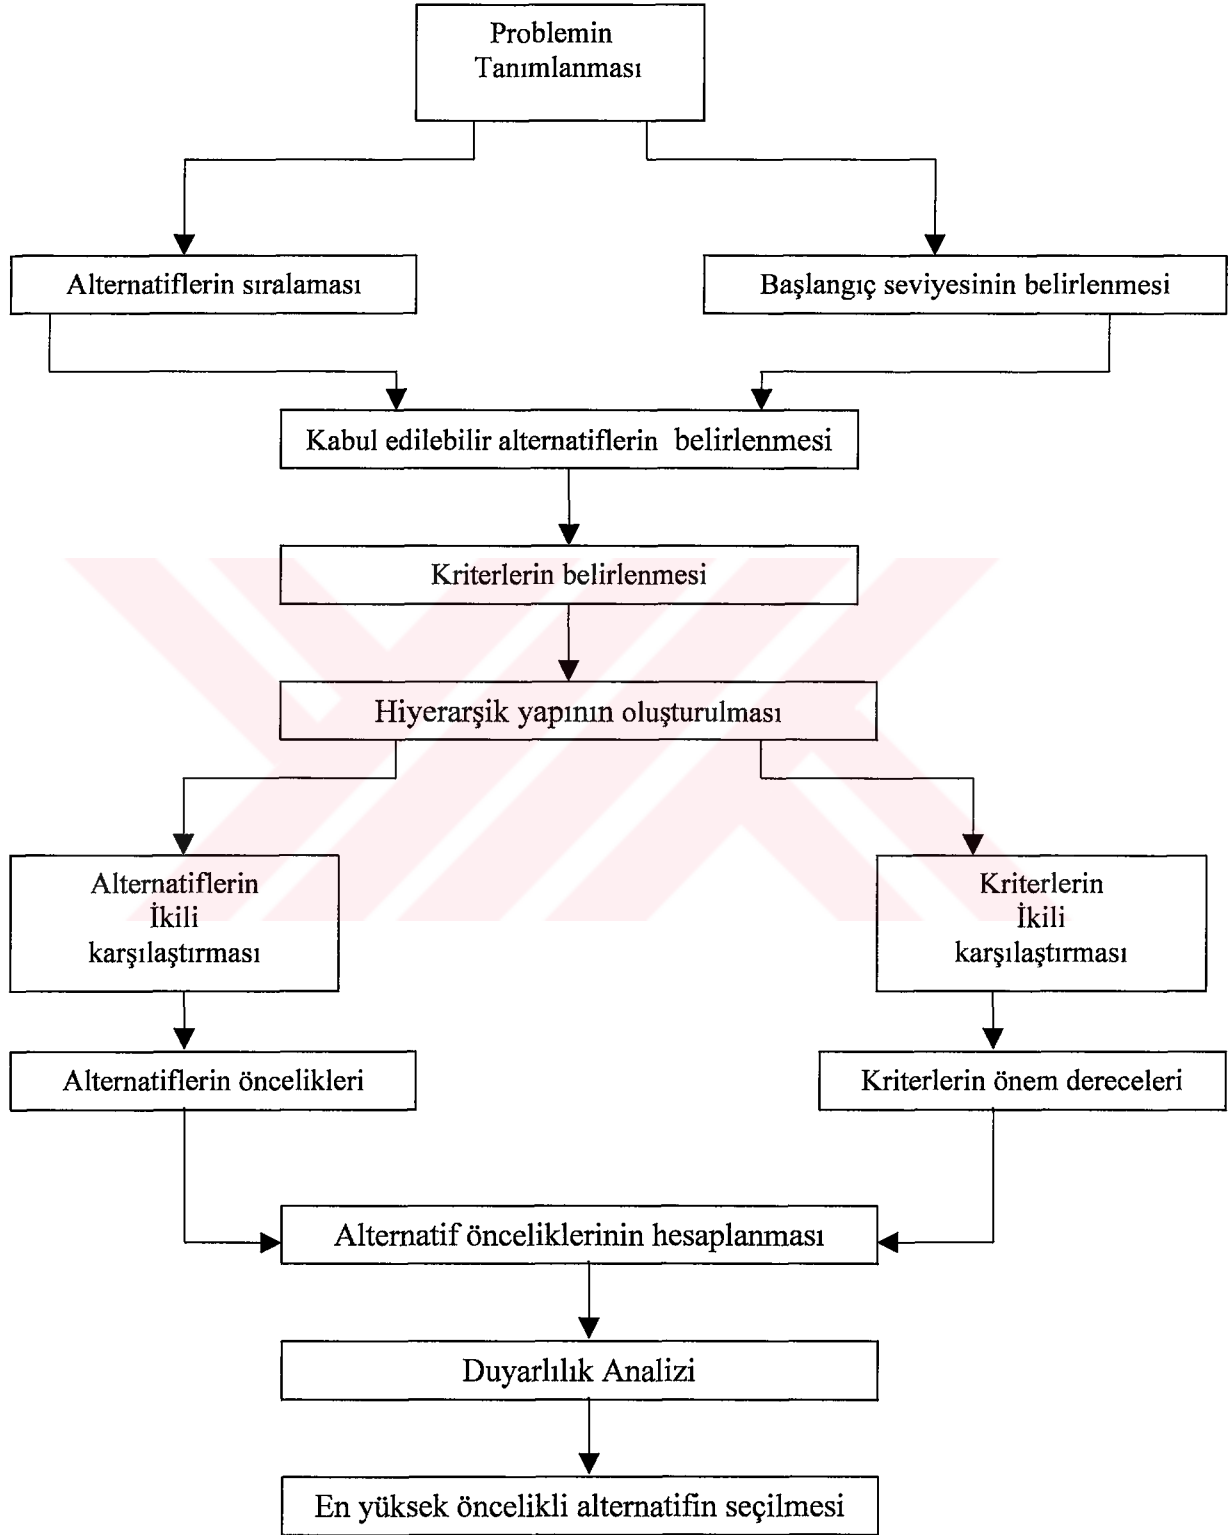 Problemin
Tanımlanması
Alternatiflerin sıralaması
Başlangıç seviyesinin belirlenmesi
Kabul edilebilir alternatiflerin belirlenmesi
Kriterlerin belirlenmesi
Hiyerarşik yapının oluşturulması
Alternatiflerin
İkili
karşılaştırması
Kriterlerin
İkili
karşılaştırması
Alternatiflerin öncelikleri
Kriterlerin önem dereceleri
Alternatif önceliklerinin hesaplanması
Duyarlılık Analizi
En yüksek öncelikli alternatifin seçilmesi